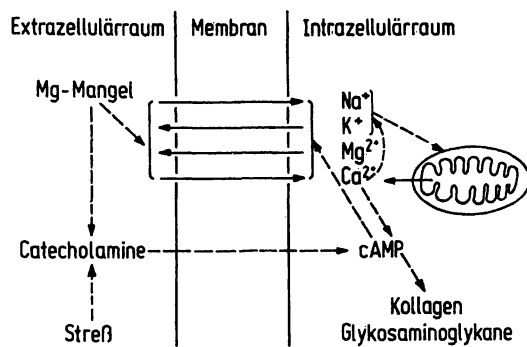 Extrazellulärraum Membran Intrazellulärraum
Mg-Mangel
Na⁺
K⁺
Mg²⁺
Ca²⁺
Catecholamine
cAMP
Streß
Kollagen
Glykosaminoglykane